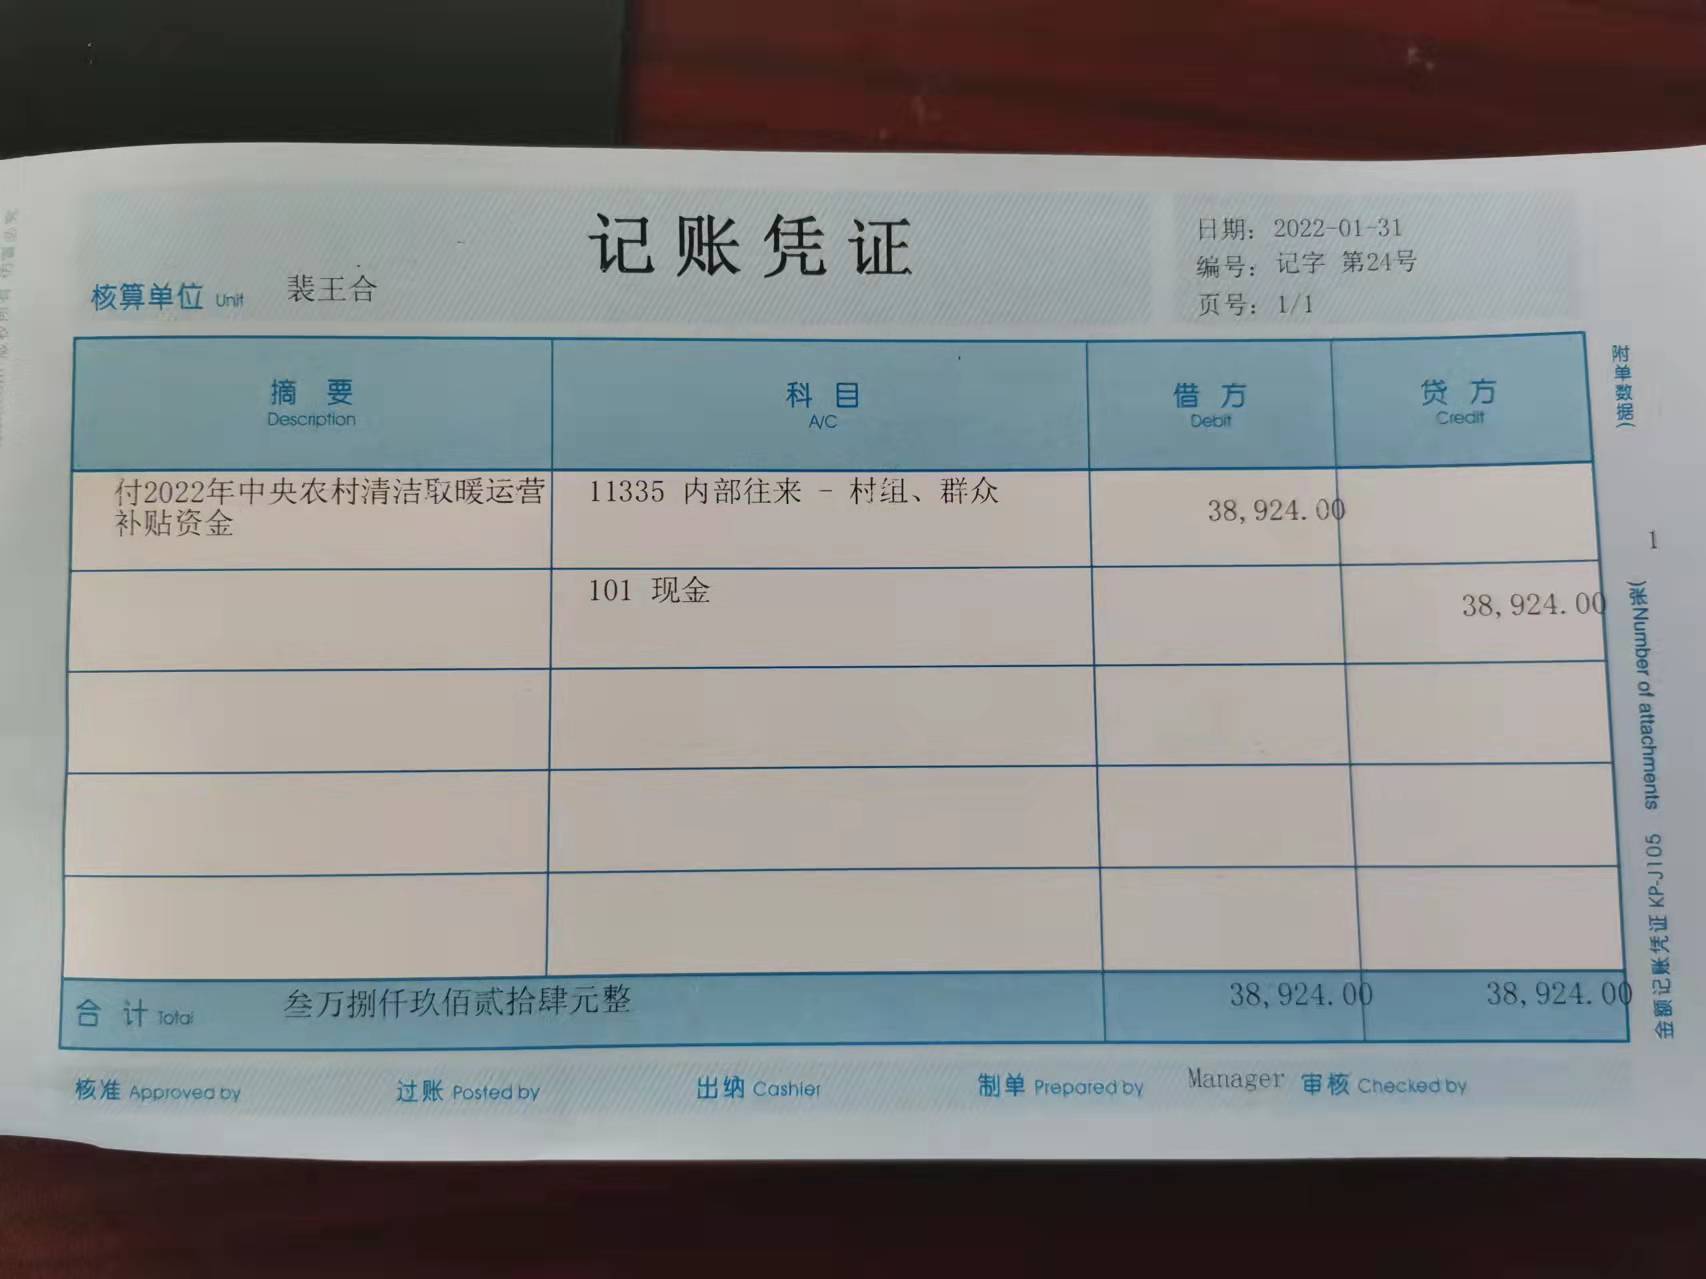 记账凭证
日期: 2022-01-31
编号: 记字 第24号
页号: 1/1
核算单位 Unit 裴王合
摘要 科目 借方 贷方
Description A/C Debit Credit
付2022年中央农村清洁取暖运营 11335 内部往来 - 村组、群众 38,924.00
补贴资金
101 现金 38,924.00
合计 Total 叁万捌仟玖佰贰拾肆元整 38,924.00 38,924.00
核准 Approved by 过账 Posted by 出纳 Cashier 制单 Prepared by Manager 审核 Checked by
附单数据) 1 张)Number of attachments 金额记账凭证 KP-J105